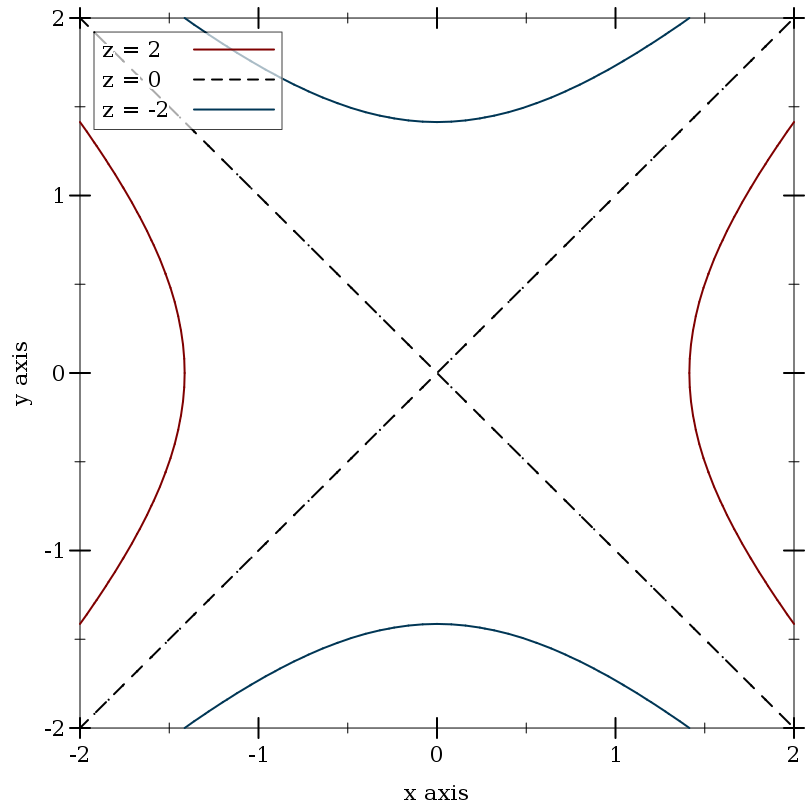 2
z = 2
z = 0
z = -2
1
0
y axis
-1
-2
-2 -1 0 1 2
x axis